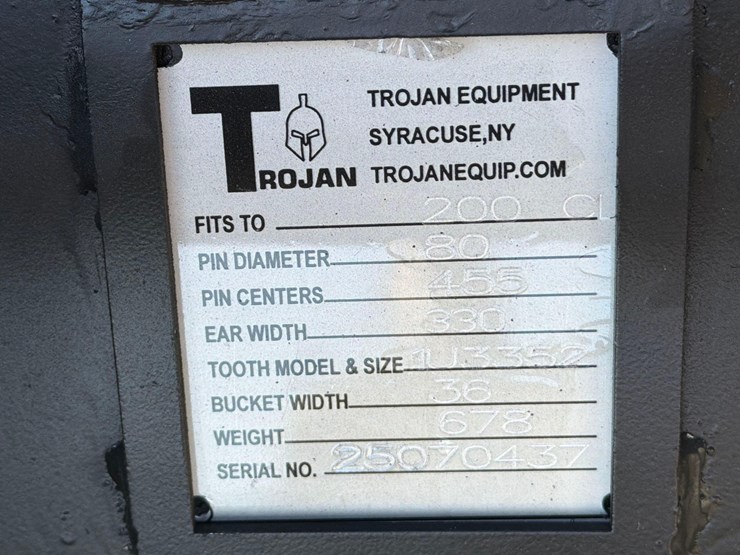 TROJAN
TROJAN EQUIPMENT
SYRACUSE,NY
TROJANEQUIP.COM
FITS TO 200 CL
PIN DIAMETER 80
PIN CENTERS 455
EAR WIDTH 330
TOOTH MODEL & SIZE 1U3352
BUCKET WIDTH 36
WEIGHT 678
SERIAL NO. 25070437